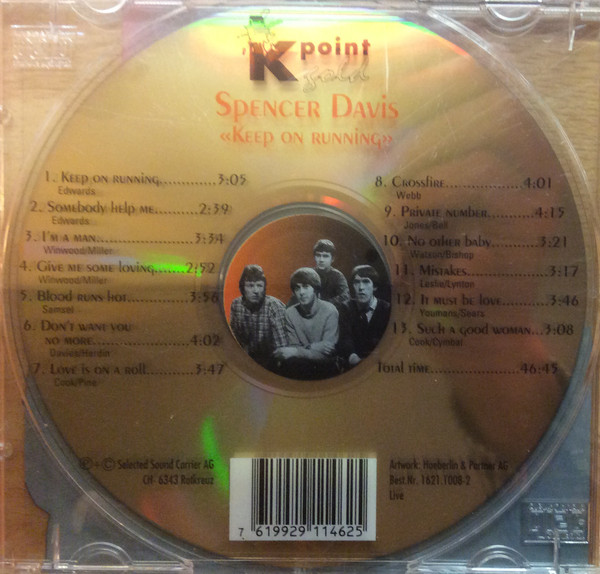 K point
gold
SPENCER DAVIS
«KEEP ON RUNNING»
1. KEEP ON RUNNING............3:05
Edwards
2. SOMEBODY HELP ME..........2:39
Edwards
3. I'M A MAN..................3:34
Winwood/Miller
4. GIVE ME SOME LOVING.......2:52
Winwood/Miller
5. BLOOD RUNS HOT.............3:58
Samsel
6. DON'T WANT YOU
NO MORE....................4:02
Davies/Hardin
7. LOVE IS ON A ROLL..........3:47
Cook/Pine
8. CROSSFIRE..................4:01
Webb
9. PRIVATE NUMBER............4:15
Jones/Bell
10. NO OTHER BABY............3:21
Watson/Bishop
11. MISTAKES..................3:17
Leslie/Lynton
12. IT MUST BE LOVE..........3:46
Youmans/Sears
13. SUCH A GOOD WOMAN...3:08
Cook/Cymbal
TOTAL TIME....................46:45
℗+© Selected Sound Carrier AG
CH 6343 Rotkreuz
Artwork: Haeberlin & Partner AG
Best Nr. 1621.1008-2
Live
7 619929 114625